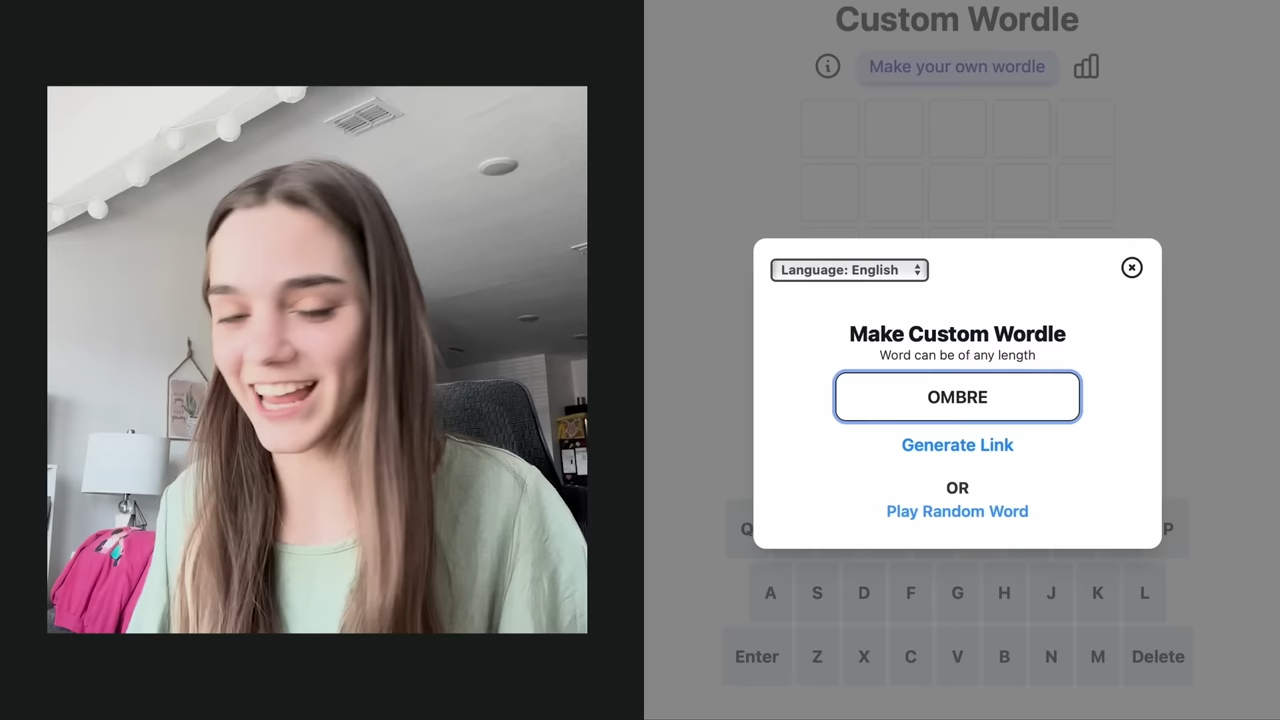 Custom Wordle
Make your own wordle
Language: English
Make Custom Wordle
Word can be of any length
OMBRE
Generate Link
OR
Play Random Word
Q P
A S D F G H J K L
Enter Z X C V B N M Delete